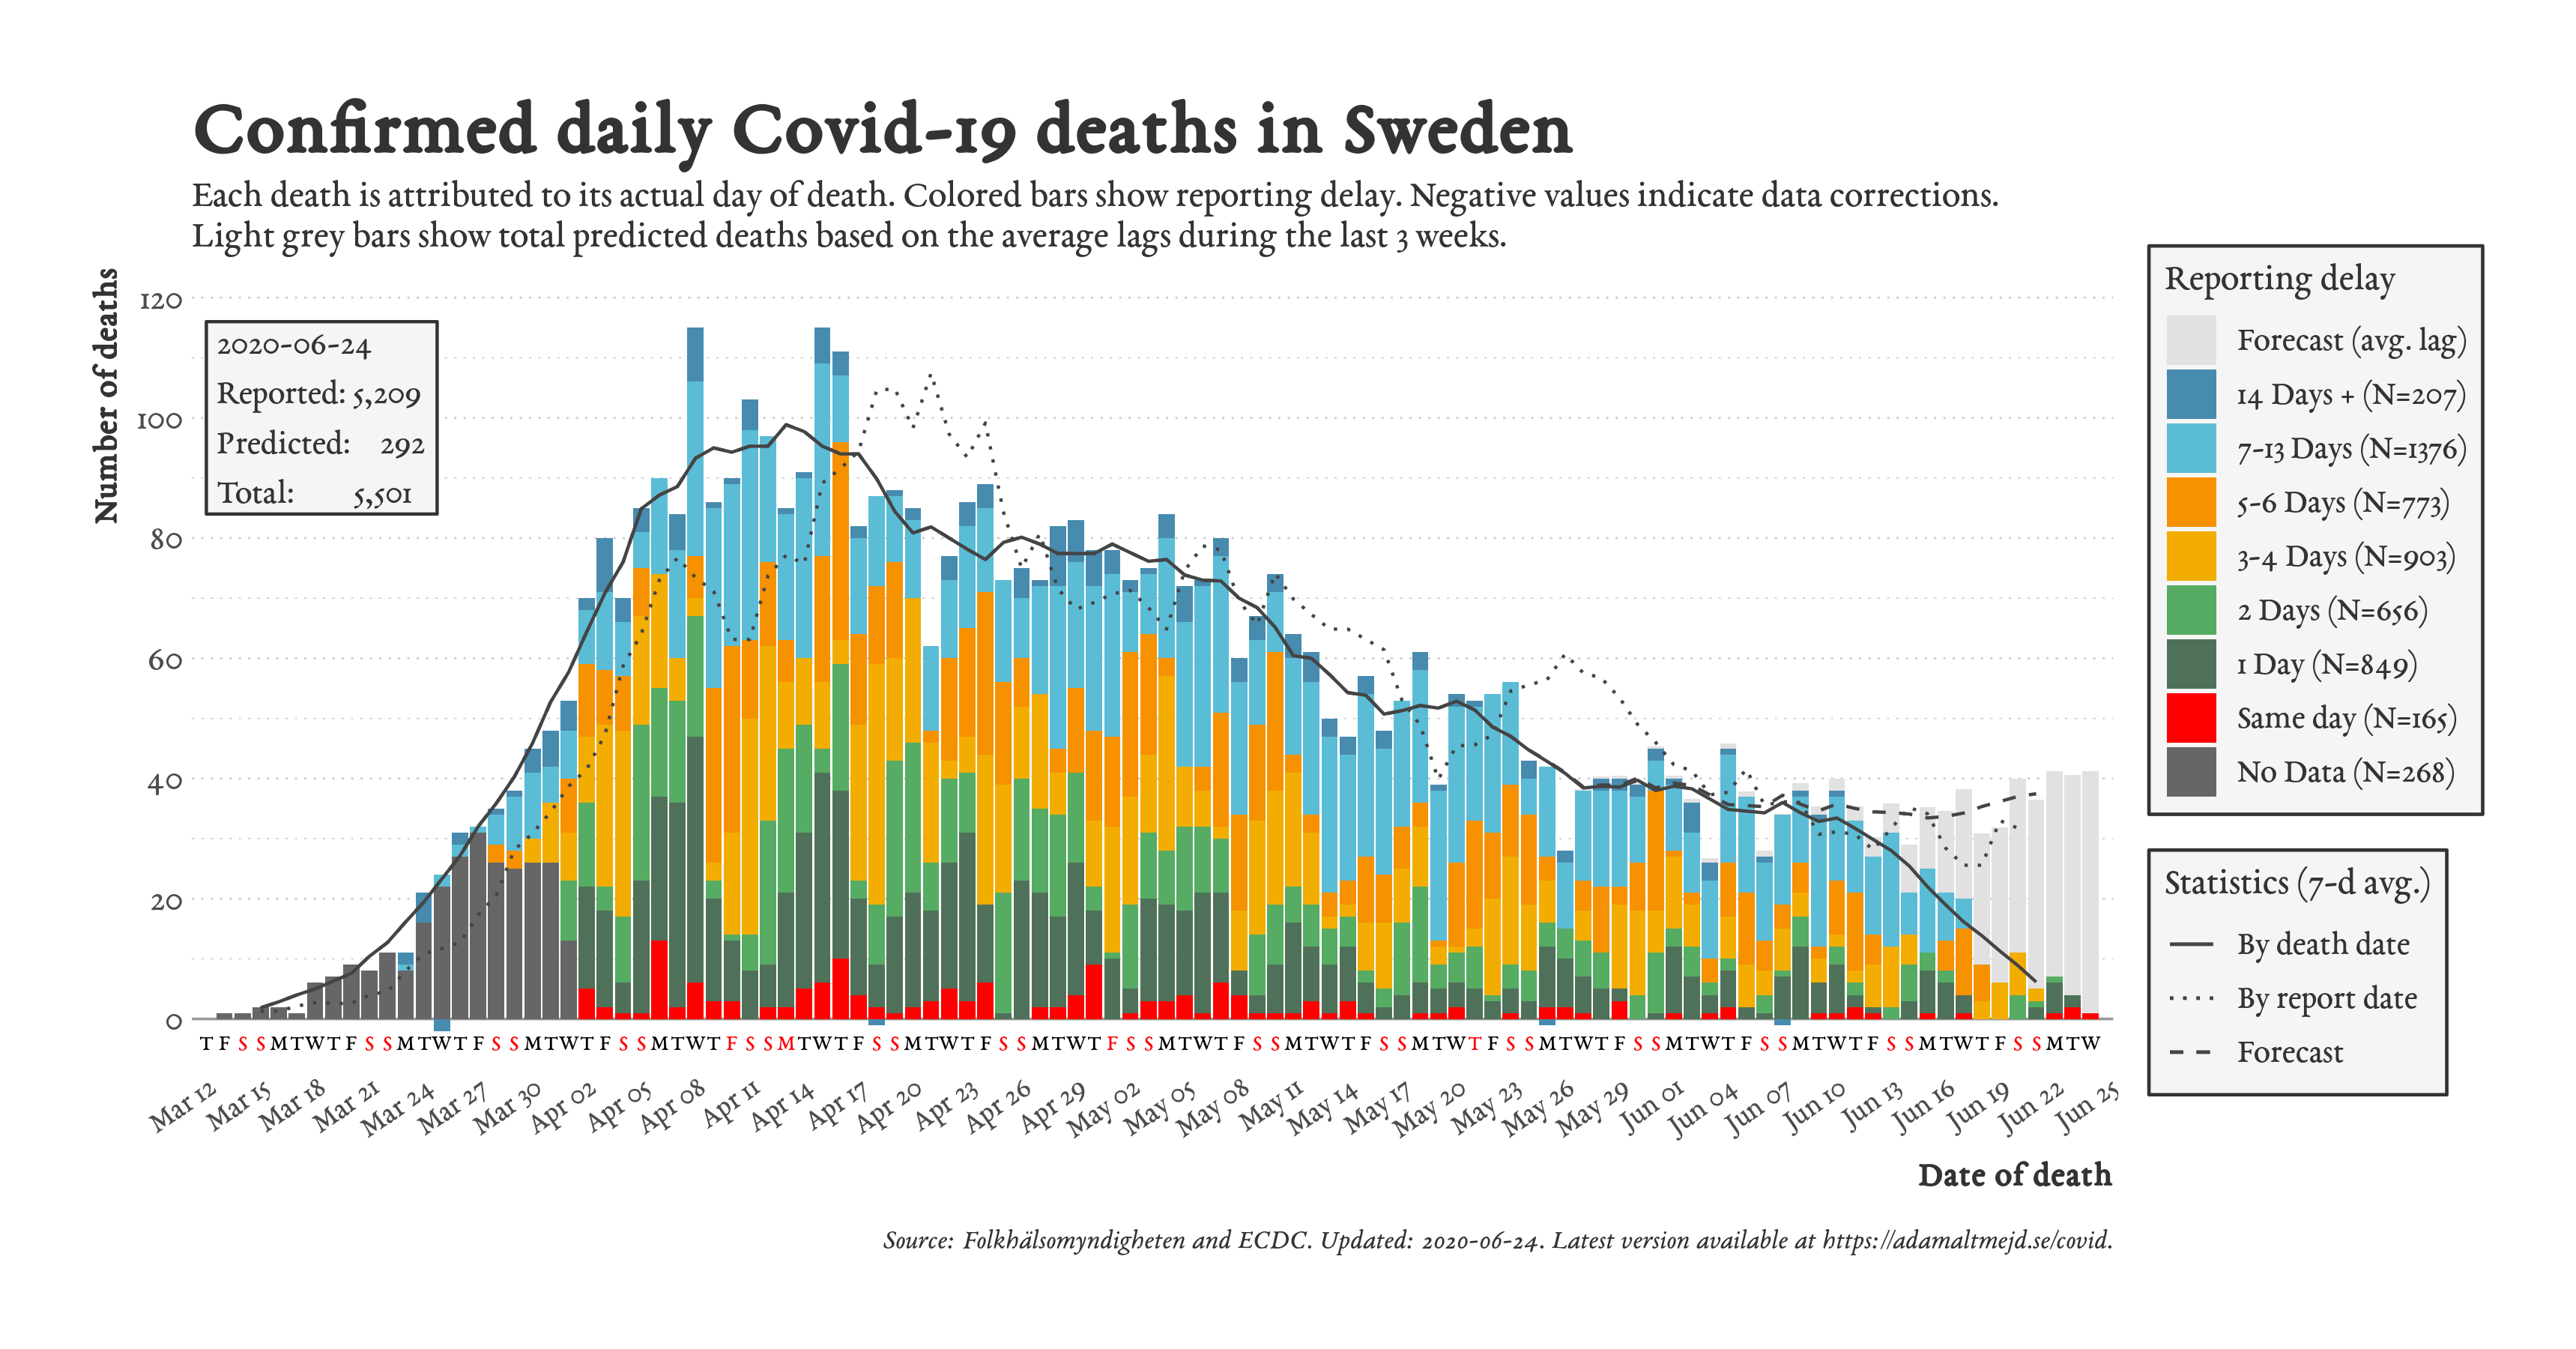 Confirmed daily Covid-19 deaths in Sweden
Each death is attributed to its actual day of death. Colored bars show reporting delay. Negative values indicate data corrections.
Light grey bars show total predicted deaths based on the average lags during the last 3 weeks.
Number of deaths
120
100
80
60
40
20
0
2020-06-24
Reported: 5,209
Predicted: 292
Total: 5,501
T F S S M T W T F S S M T W T F S S M T W T F S S M T W T F S S M T W T F S S M T W T F S S M T W T F S S M T W T F S S M T W T F S S M T W T F S S M T W T F S S M T W T F S S M T W T F S S M T W T F S S M T W
Mar 12 Mar 15 Mar 18 Mar 21 Mar 24 Mar 27 Mar 30 Apr 02 Apr 05 Apr 08 Apr 11 Apr 14 Apr 17 Apr 20 Apr 23 Apr 26 Apr 29 May 02 May 05 May 08 May 11 May 14 May 17 May 20 May 23 May 26 May 29 Jun 01 Jun 04 Jun 07 Jun 10 Jun 13 Jun 16 Jun 19 Jun 22 Jun 25
Date of death
Reporting delay
Forecast (avg. lag)
14 Days + (N=207)
7-13 Days (N=1376)
5-6 Days (N=773)
3-4 Days (N=903)
2 Days (N=656)
1 Day (N=849)
Same day (N=165)
No Data (N=268)
Statistics (7-d avg.)
By death date
By report date
Forecast
Source: Folkhälsomyndigheten and ECDC. Updated: 2020-06-24. Latest version available at https://adamaltmejd.se/covid.